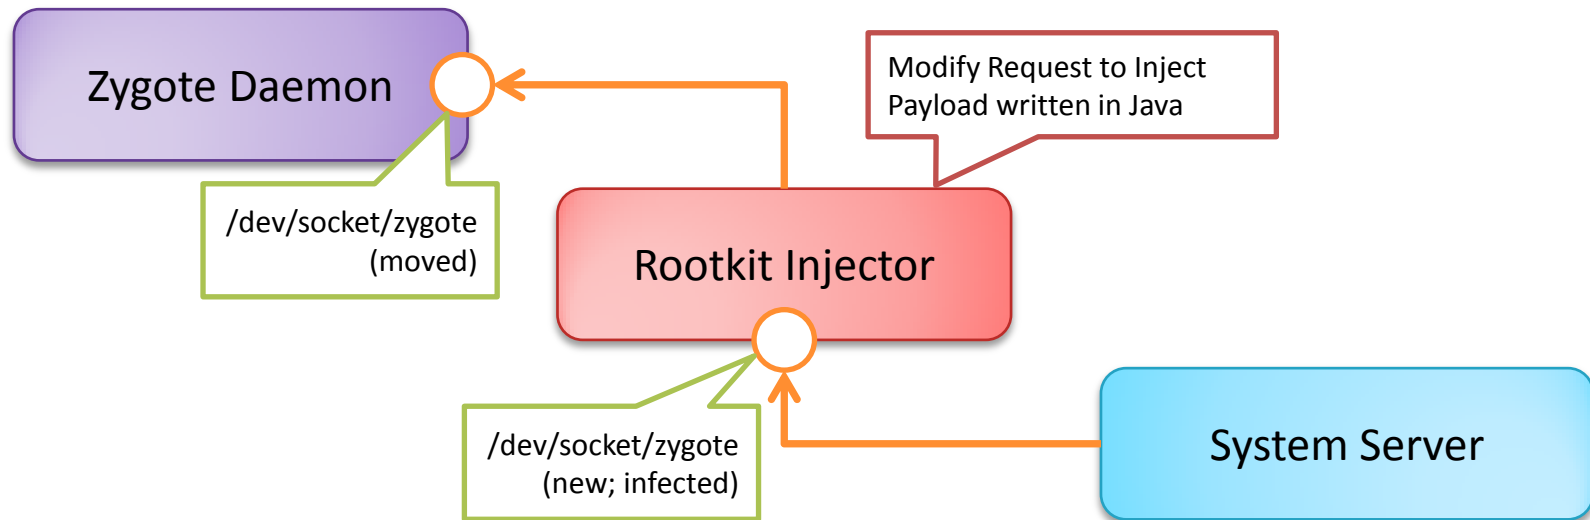 Zygote Daemon
Modify Request to Inject
Payload written in Java
/dev/socket/zygote
(moved)
Rootkit Injector
/dev/socket/zygote
(new; infected)
System Server